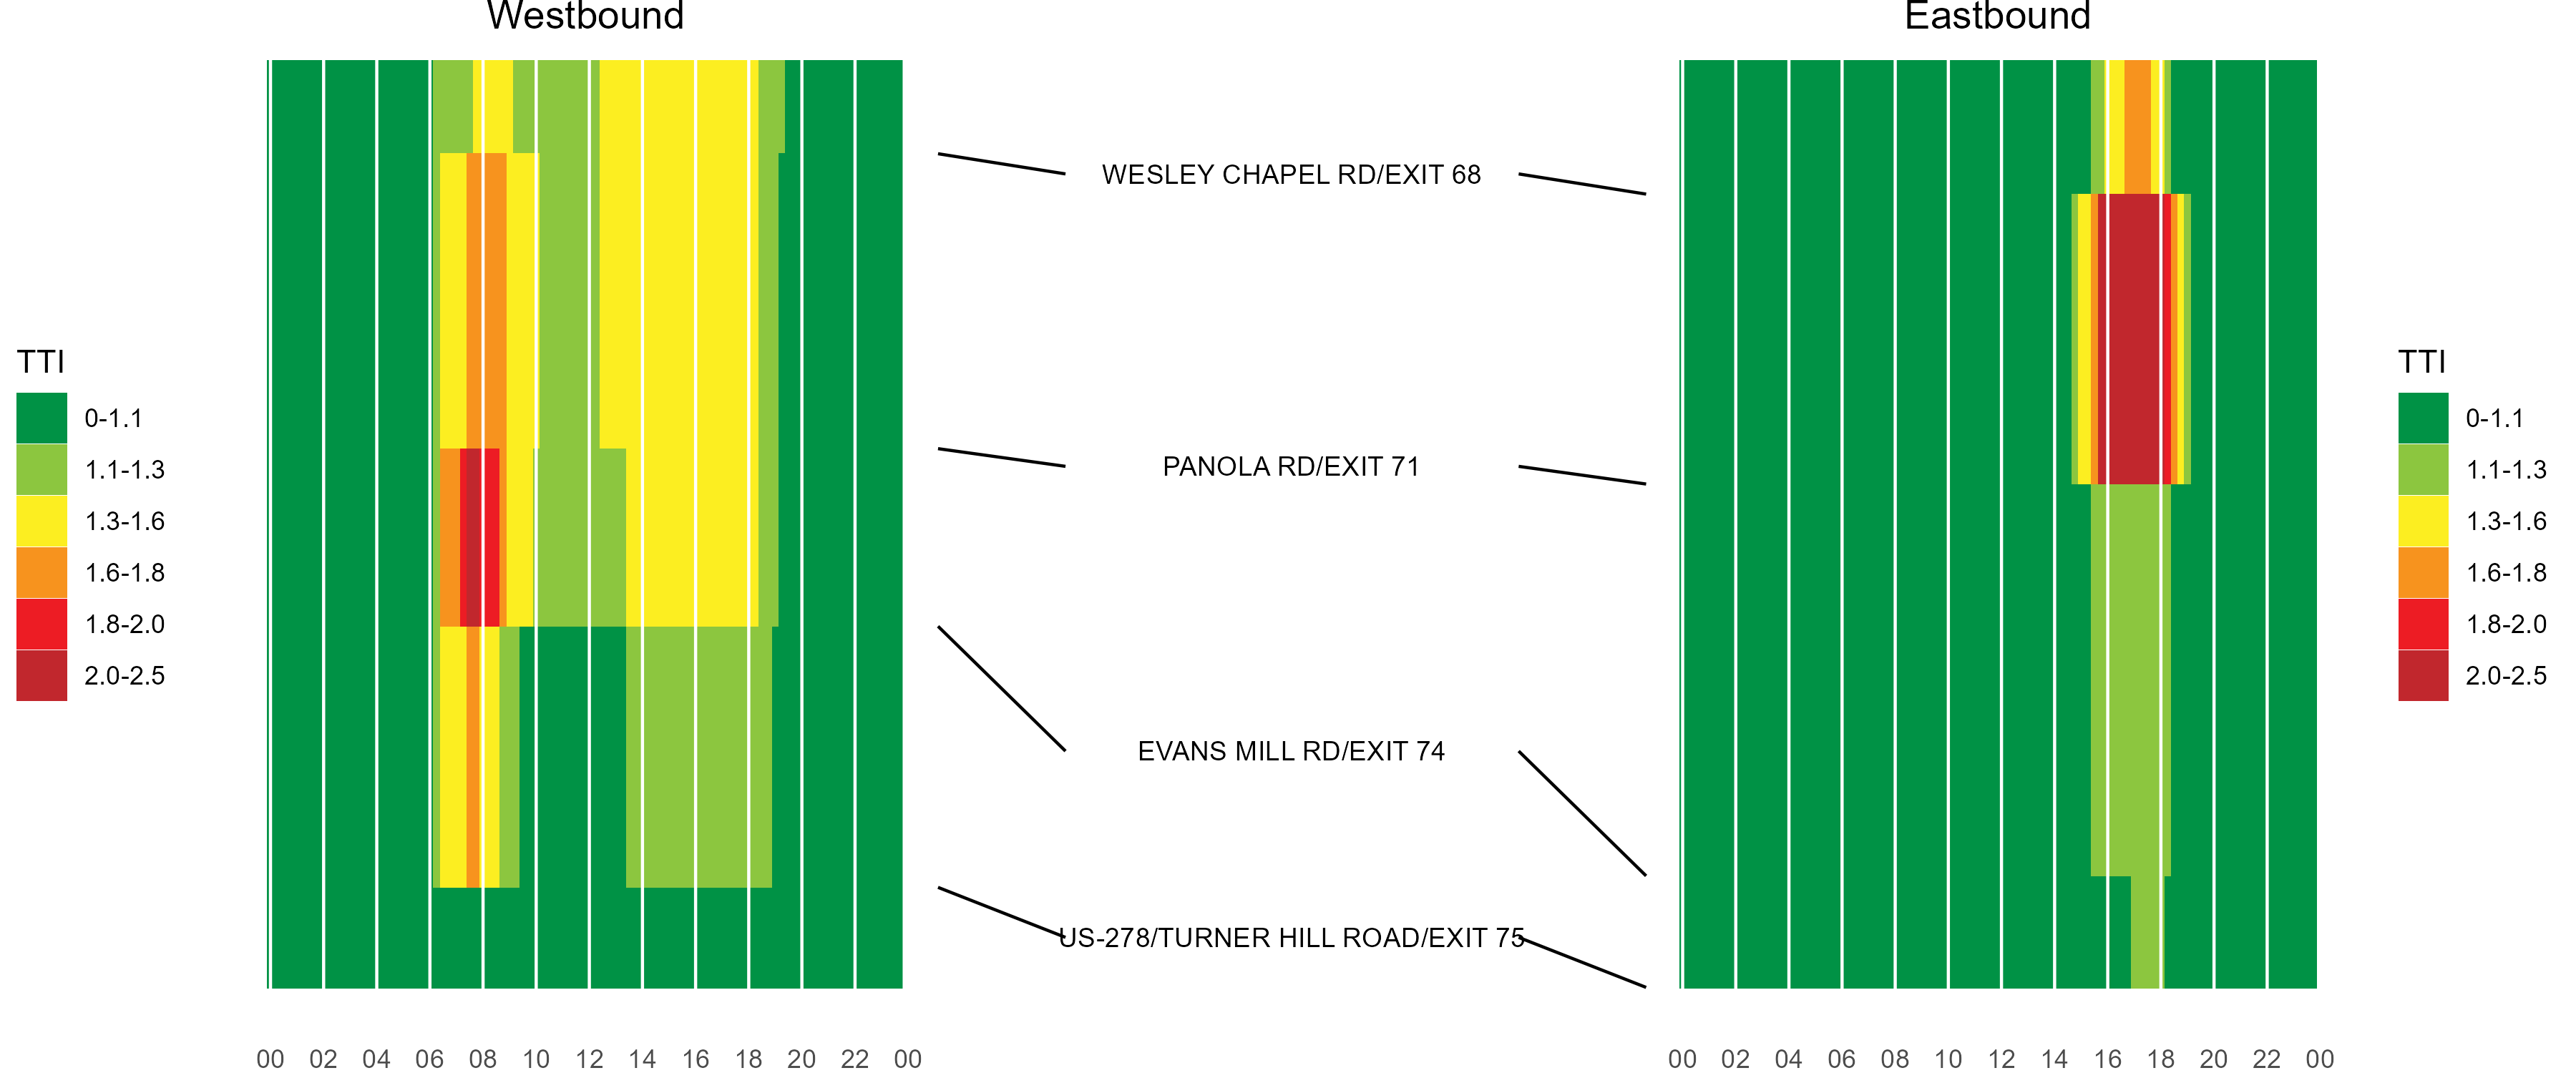 Westbound
Eastbound
WESLEY CHAPEL RD/EXIT 68
PANOLA RD/EXIT 71
EVANS MILL RD/EXIT 74
US-278/TURNER HILL ROAD/EXIT 75
TTI
0-1.1
1.1-1.3
1.3-1.6
1.6-1.8
1.8-2.0
2.0-2.5
TTI
0-1.1
1.1-1.3
1.3-1.6
1.6-1.8
1.8-2.0
2.0-2.5
00 02 04 06 08 10 12 14 16 18 20 22 00
00 02 04 06 08 10 12 14 16 18 20 22 00